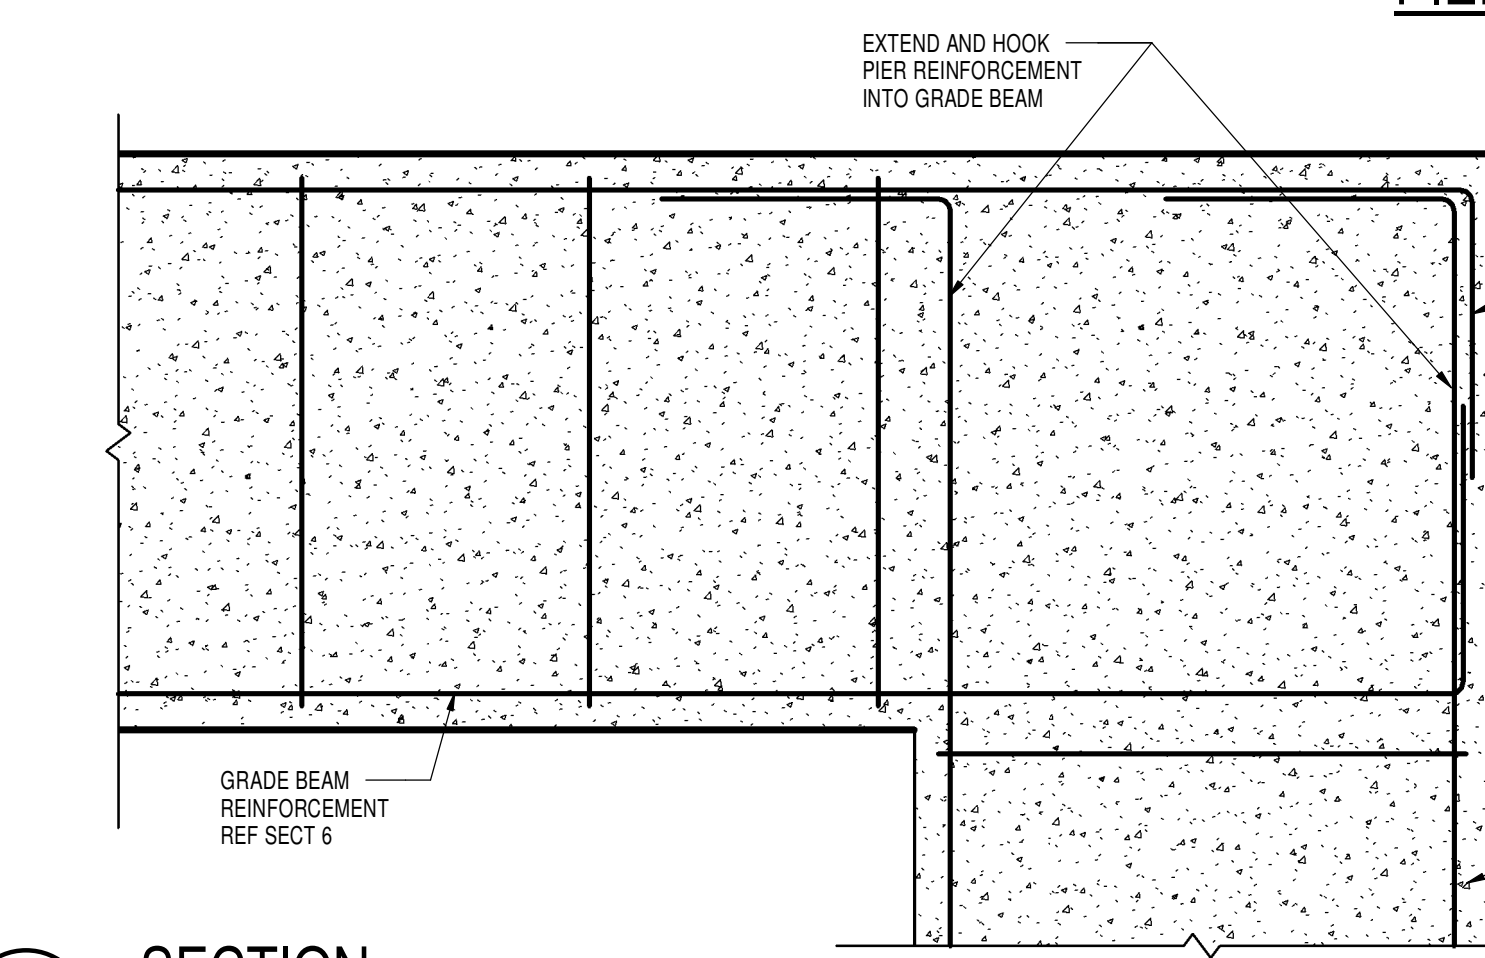 EXTEND AND HOOK
PIER REINFORCEMENT
INTO GRADE BEAM
GRADE BEAM
REINFORCEMENT
REF SECT 6
SECTION